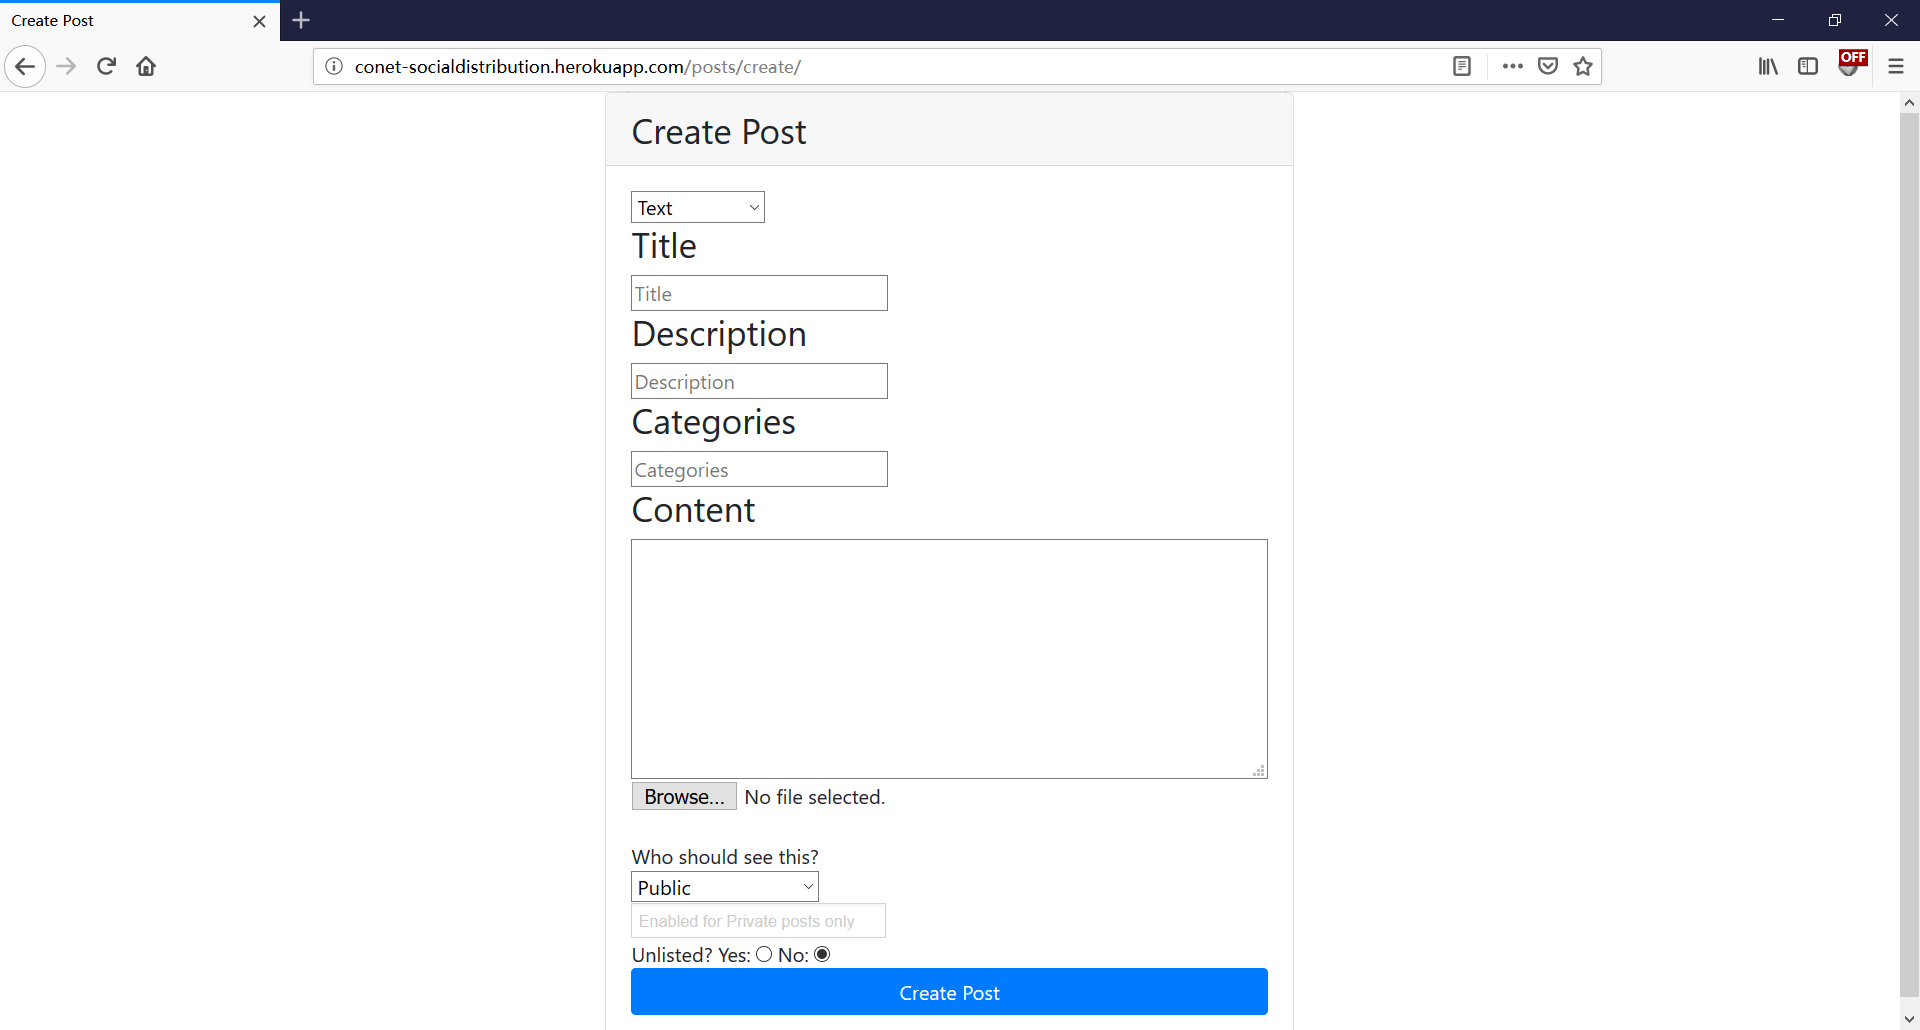 Create Post
conet-socialdistribution.herokuapp.com/posts/create/
OFF
Create Post
Text
Title
Title
Description
Description
Categories
Categories
Content
Browse... No file selected.
Who should see this?
Public
Enabled for Private posts only
Unlisted? Yes: No:
Create Post